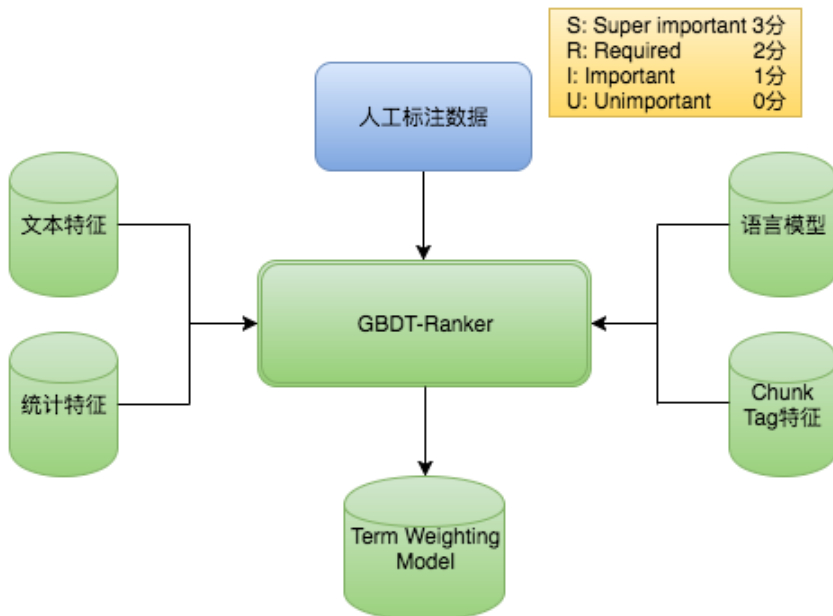 S: Super important 3分
R: Required 2分
I: Important 1分
U: Unimportant 0分
人工标注数据
文本特征
语言模型
GBDT-Ranker
统计特征
Chunk
Tag特征
Term Weighting
Model